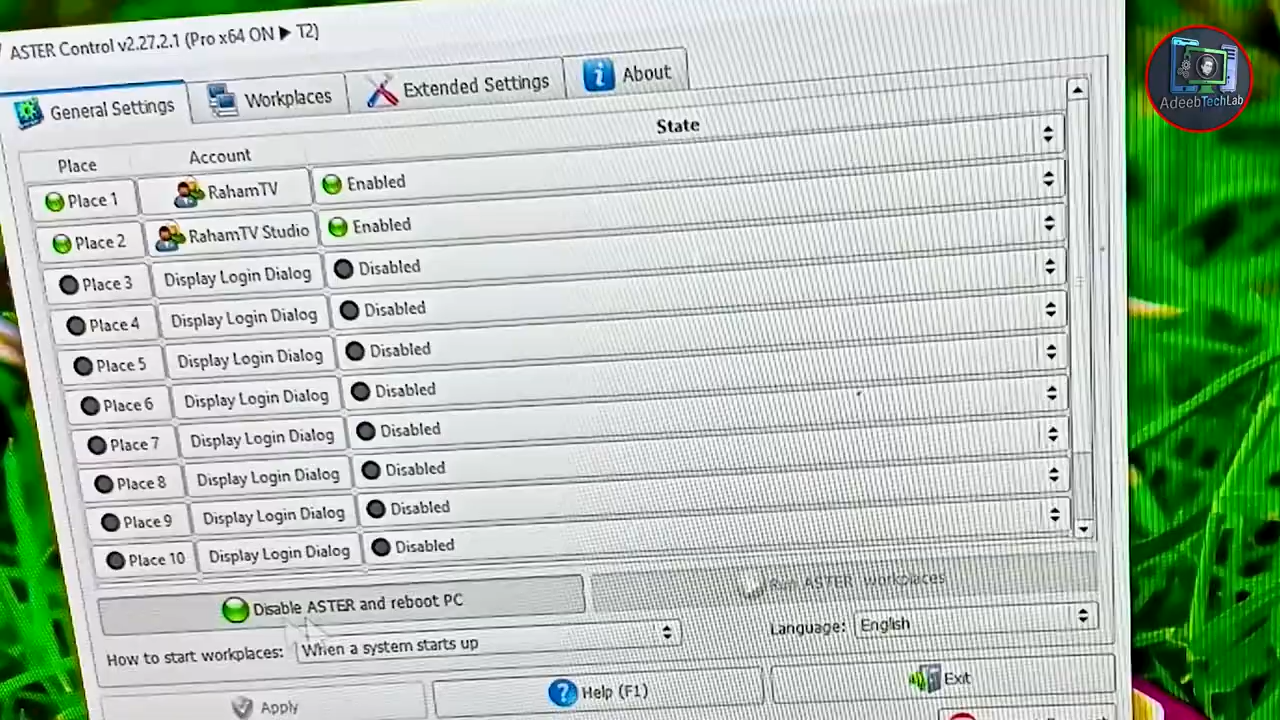 ASTER Control v2.27.2.1 (Pro x64 ON ▶ T2)
General Settings Workplaces Extended Settings About
Place Account State
Place 1 RahamTV Enabled
Place 2 RahamTV Studio Enabled
Place 3 Display Login Dialog Disabled
Place 4 Display Login Dialog Disabled
Place 5 Display Login Dialog Disabled
Place 6 Display Login Dialog Disabled
Place 7 Display Login Dialog Disabled
Place 8 Display Login Dialog Disabled
Place 9 Display Login Dialog Disabled
Place 10 Display Login Dialog Disabled
Disable ASTER and reboot PC Run ASTER workplaces
How to start workplaces: When a system starts up Language: English
Apply Help (F1) Exit
AdeebTechLab